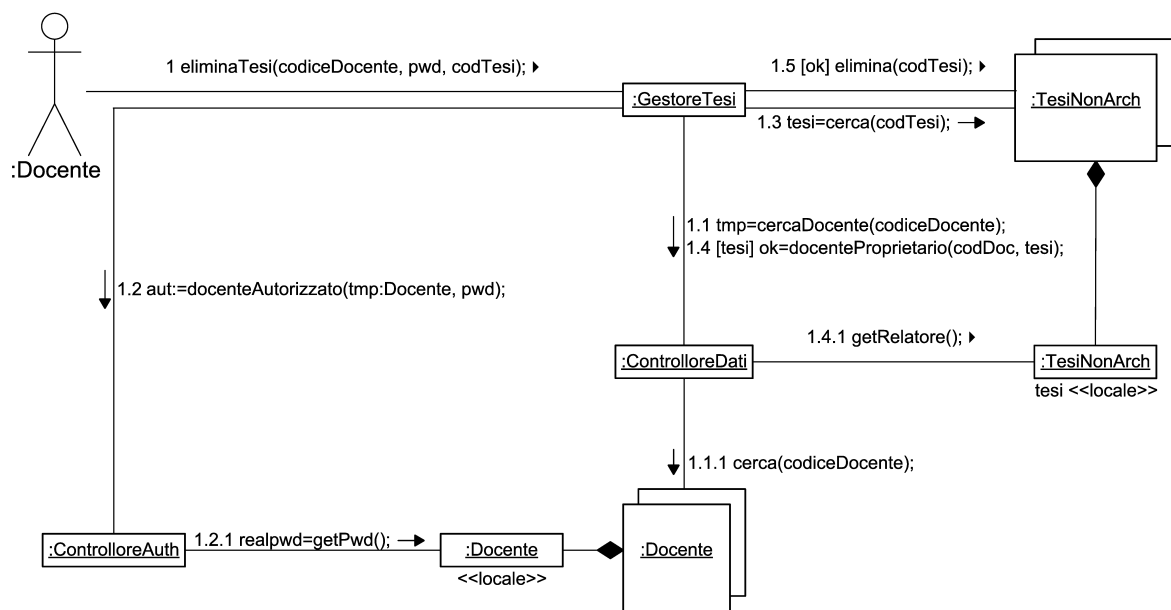 1 eliminaTesi(codiceDocente, pwd, codTesi);
1.5 [ok] elimina(codTesi);
:GestoreTesi
:TesiNonArch
1.3 tesi=cerca(codTesi);
:Docente
1.1 tmp=cercaDocente(codiceDocente);
1.4 [tesi] ok=docenteProprietario(codDoc, tesi);
1.2 aut:=docenteAutorizzato(tmp:Docente, pwd);
1.4.1 getRelatore();
:ControlloreDati
:TesiNonArch
tesi <<locale>>
1.1.1 cerca(codiceDocente);
1.2.1 realpwd=getPwd();
:ControlloreAuth
:Docente
:Docente
<<locale>>